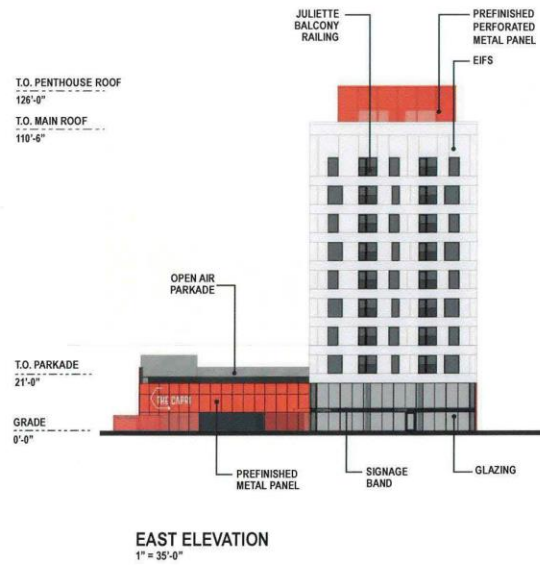 JULIETTE
BALCONY
RAILING
PREFINISHED
PERFORATED
METAL PANEL
EIFS
T.O. PENTHOUSE ROOF
126'-0"
T.O. MAIN ROOF
110'-6"
OPEN AIR
PARKADE
T.O. PARKADE
21'-0"
THE CAPRI
GRADE
0'-0"
PREFINISHED
METAL PANEL
SIGNAGE
BAND
GLAZING
EAST ELEVATION
1" = 35'-0"